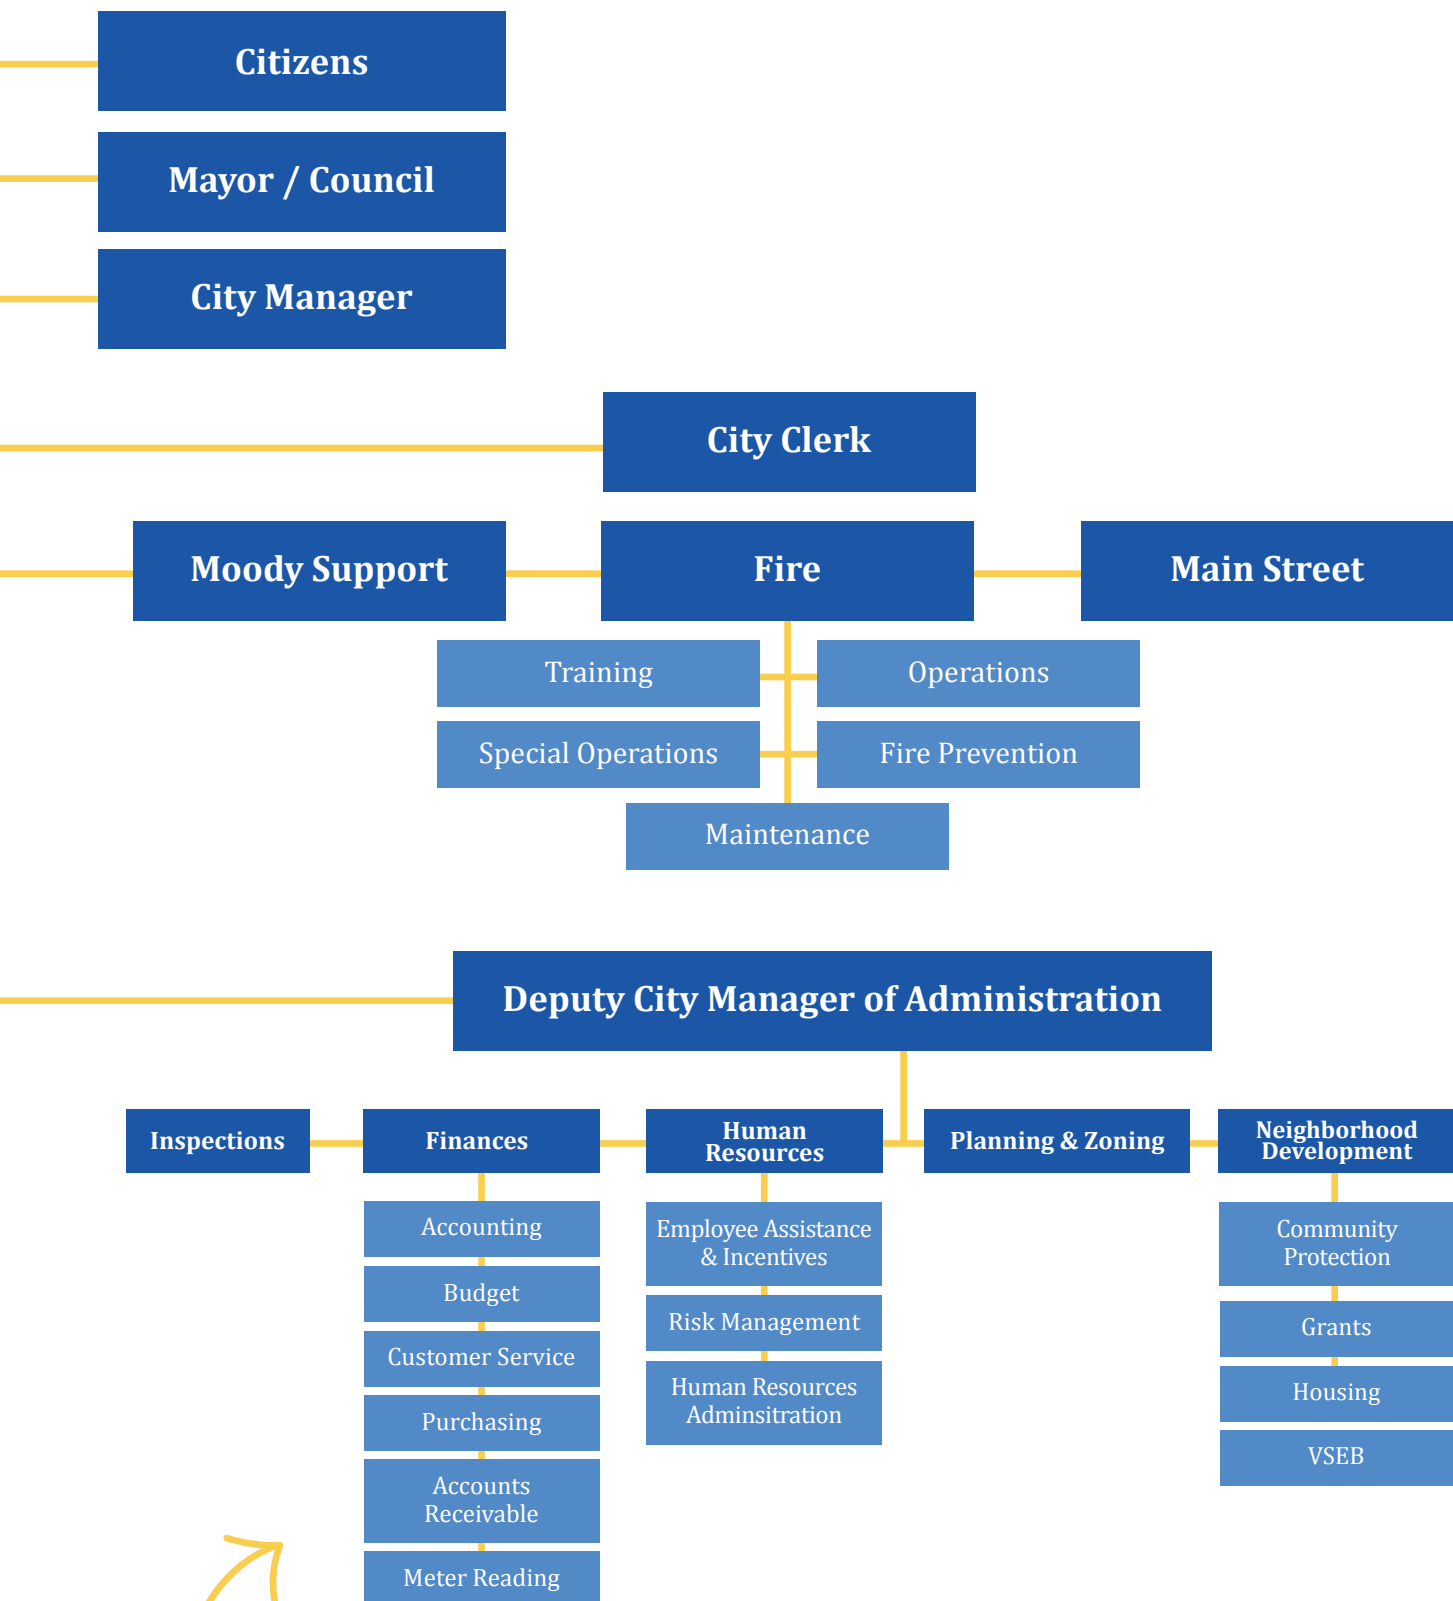 Citizens
Mayor / Council
City Manager
City Clerk
Moody Support
Fire
Main Street
Training
Operations
Special Operations
Fire Prevention
Maintenance
Deputy City Manager of Administration
Inspections
Finances
Human
Resources
Planning & Zoning
Neighborhood
Development
Accounting
Budget
Customer Service
Purchasing
Accounts
Receivable
Meter Reading
Employee Assistance
& Incentives
Risk Management
Human Resources
Adminsitration
Community
Protection
Grants
Housing
VSEB